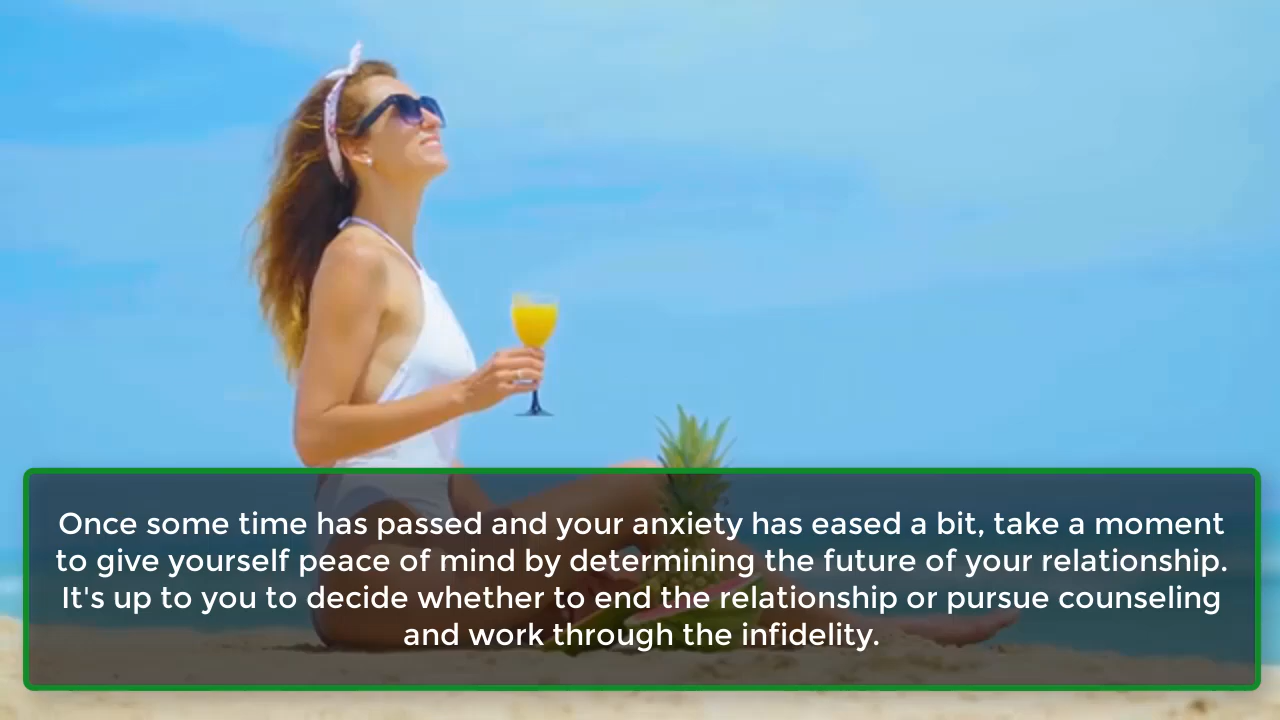 Once some time has passed and your anxiety has eased a bit, take a moment
to give yourself peace of mind by determining the future of your relationship.
It's up to you to decide whether to end the relationship or pursue counseling
and work through the infidelity.